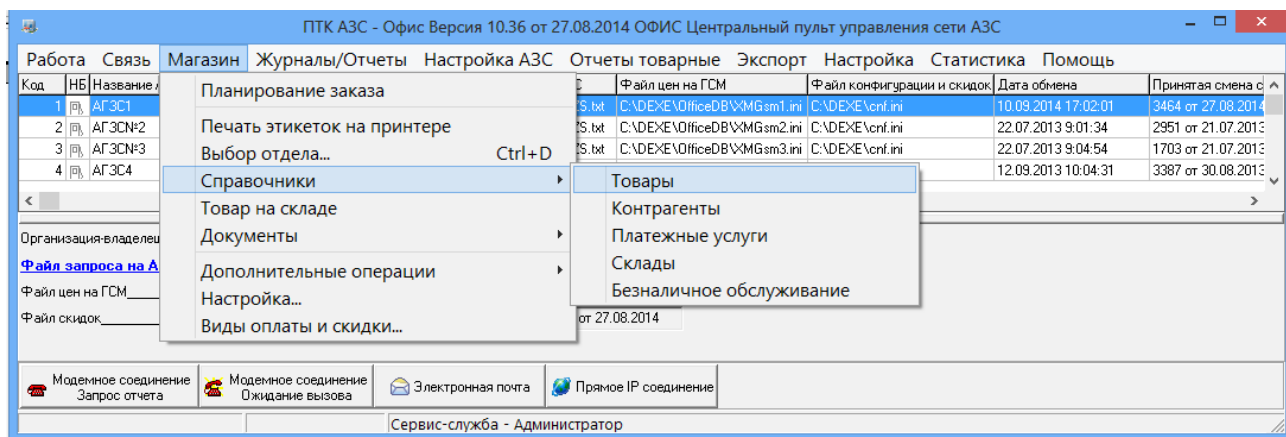 ПТК АЗС - Офис Версия 10.36 от 27.08.2014 ОФИС Центральный пульт управления сети АЗС
Работа Связь Магазин Журналы/Отчеты Настройка АЗС Отчеты товарные Экспорт Настройка Статистика Помощь
Код НБ Название Файл цен на ГСМ Файл конфигурации и скидок Дата обмена Принятая смена с
1 АГЗС1 S.txt C:\DEXE\OfficeDB\XMGsm1.ini C:\DEXE\cnf.ini 10.09.2014 17:02:01 3464 от 27.08.2014
2 АГЗСN²2 S.txt C:\DEXE\OfficeDB\XMGsm2.ini C:\DEXE\cnf.ini 22.07.2013 9:01:34 2951 от 21.07.2013
3 АГЗСN²3 S.txt C:\DEXE\OfficeDB\XMGsm3.ini C:\DEXE\cnf.ini 22.07.2013 9:04:54 1703 от 21.07.2013
4 АГЗС4 12.09.2013 10:04:31 3387 от 30.08.2013
Планирование заказа
Печать этикеток на принтере
Выбор отдела... Ctrl+D
Справочники
Товар на складе
Документы
Дополнительные операции
Настройка...
Виды оплаты и скидки...
Товары
Контрагенты
Платежные услуги
Склады
Безналичное обслуживание
Организация-владелец
Файл запроса на А
Файл цен на ГСМ
Файл скидок от 27.08.2014
Модемное соединение
Запрос отчета
Модемное соединение
Ожидание вызова
Электронная почта
Прямое IP соединение
Сервис-служба - Администратор